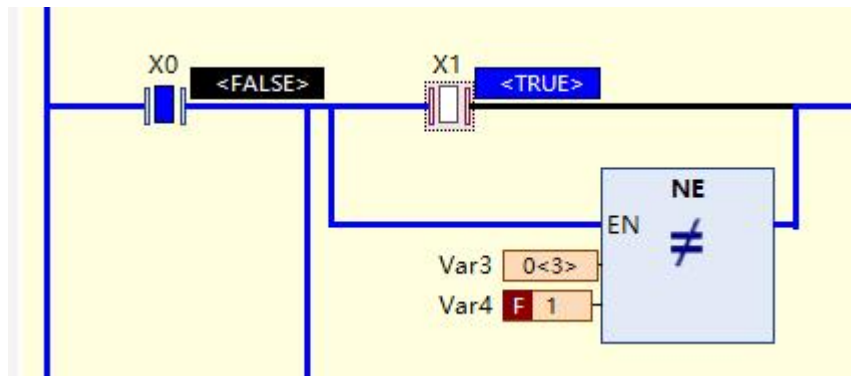 X0 <FALSE> X1 <TRUE>
NE
EN ≠
Var3 0<3>
Var4 F 1